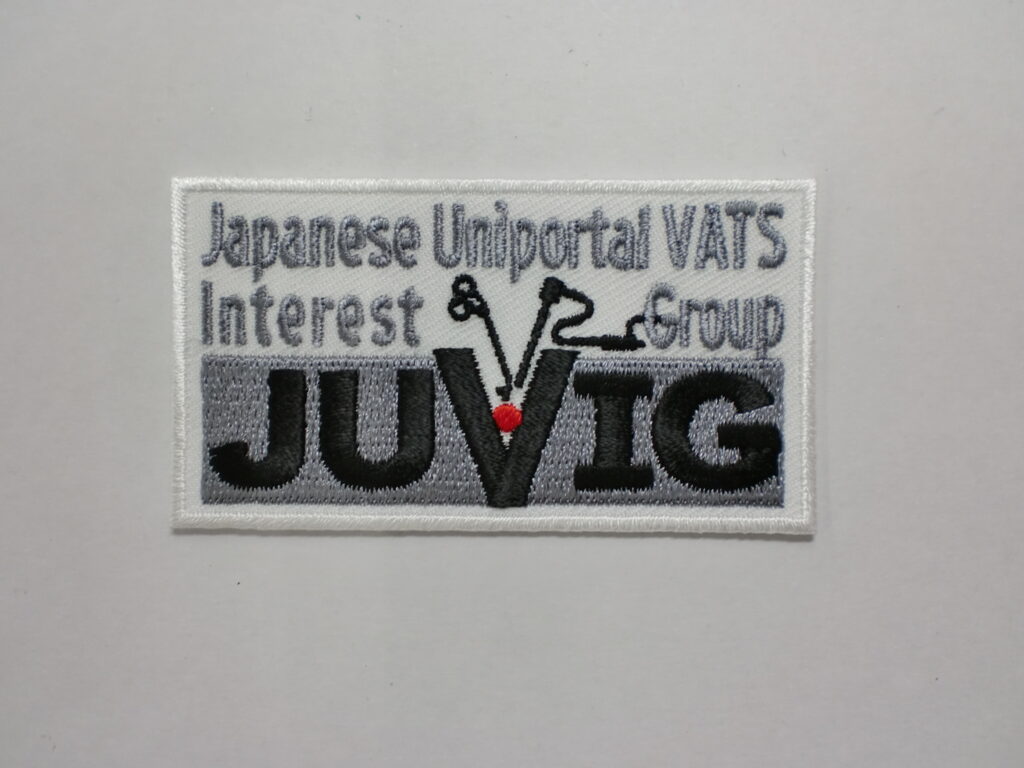 Japanese Uniportal VATS
Interest Group
JUVIG